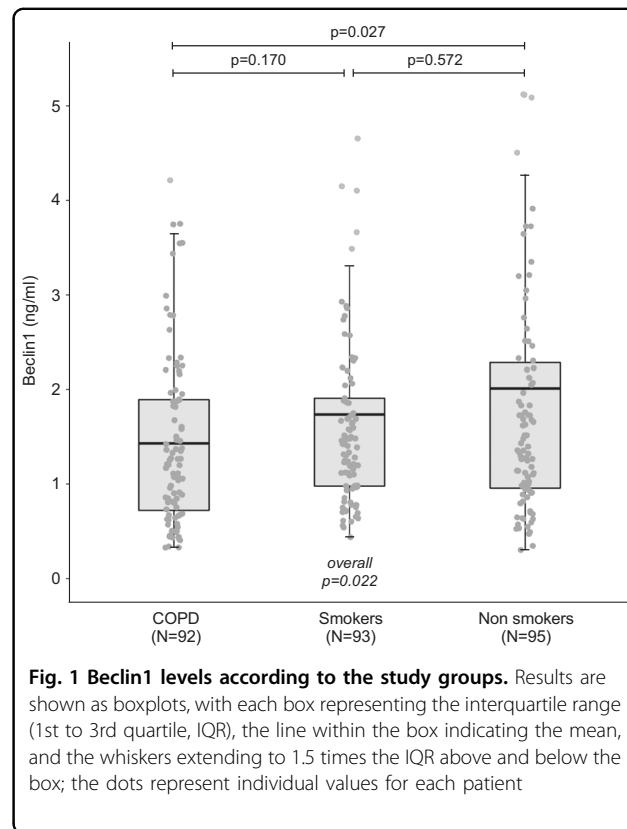 p=0.027
p=0.170 p=0.572
5
4
3
2
1
0
Beclin1 (ng/ml)
overall
p=0.022
COPD Smokers Non smokers
(N=92) (N=93) (N=95)
Fig. 1 Beclin1 levels according to the study groups. Results are
shown as boxplots, with each box representing the interquartile range
(1st to 3rd quartile, IQR), the line within the box indicating the mean,
and the whiskers extending to 1.5 times the IQR above and below the
box; the dots represent individual values for each patient